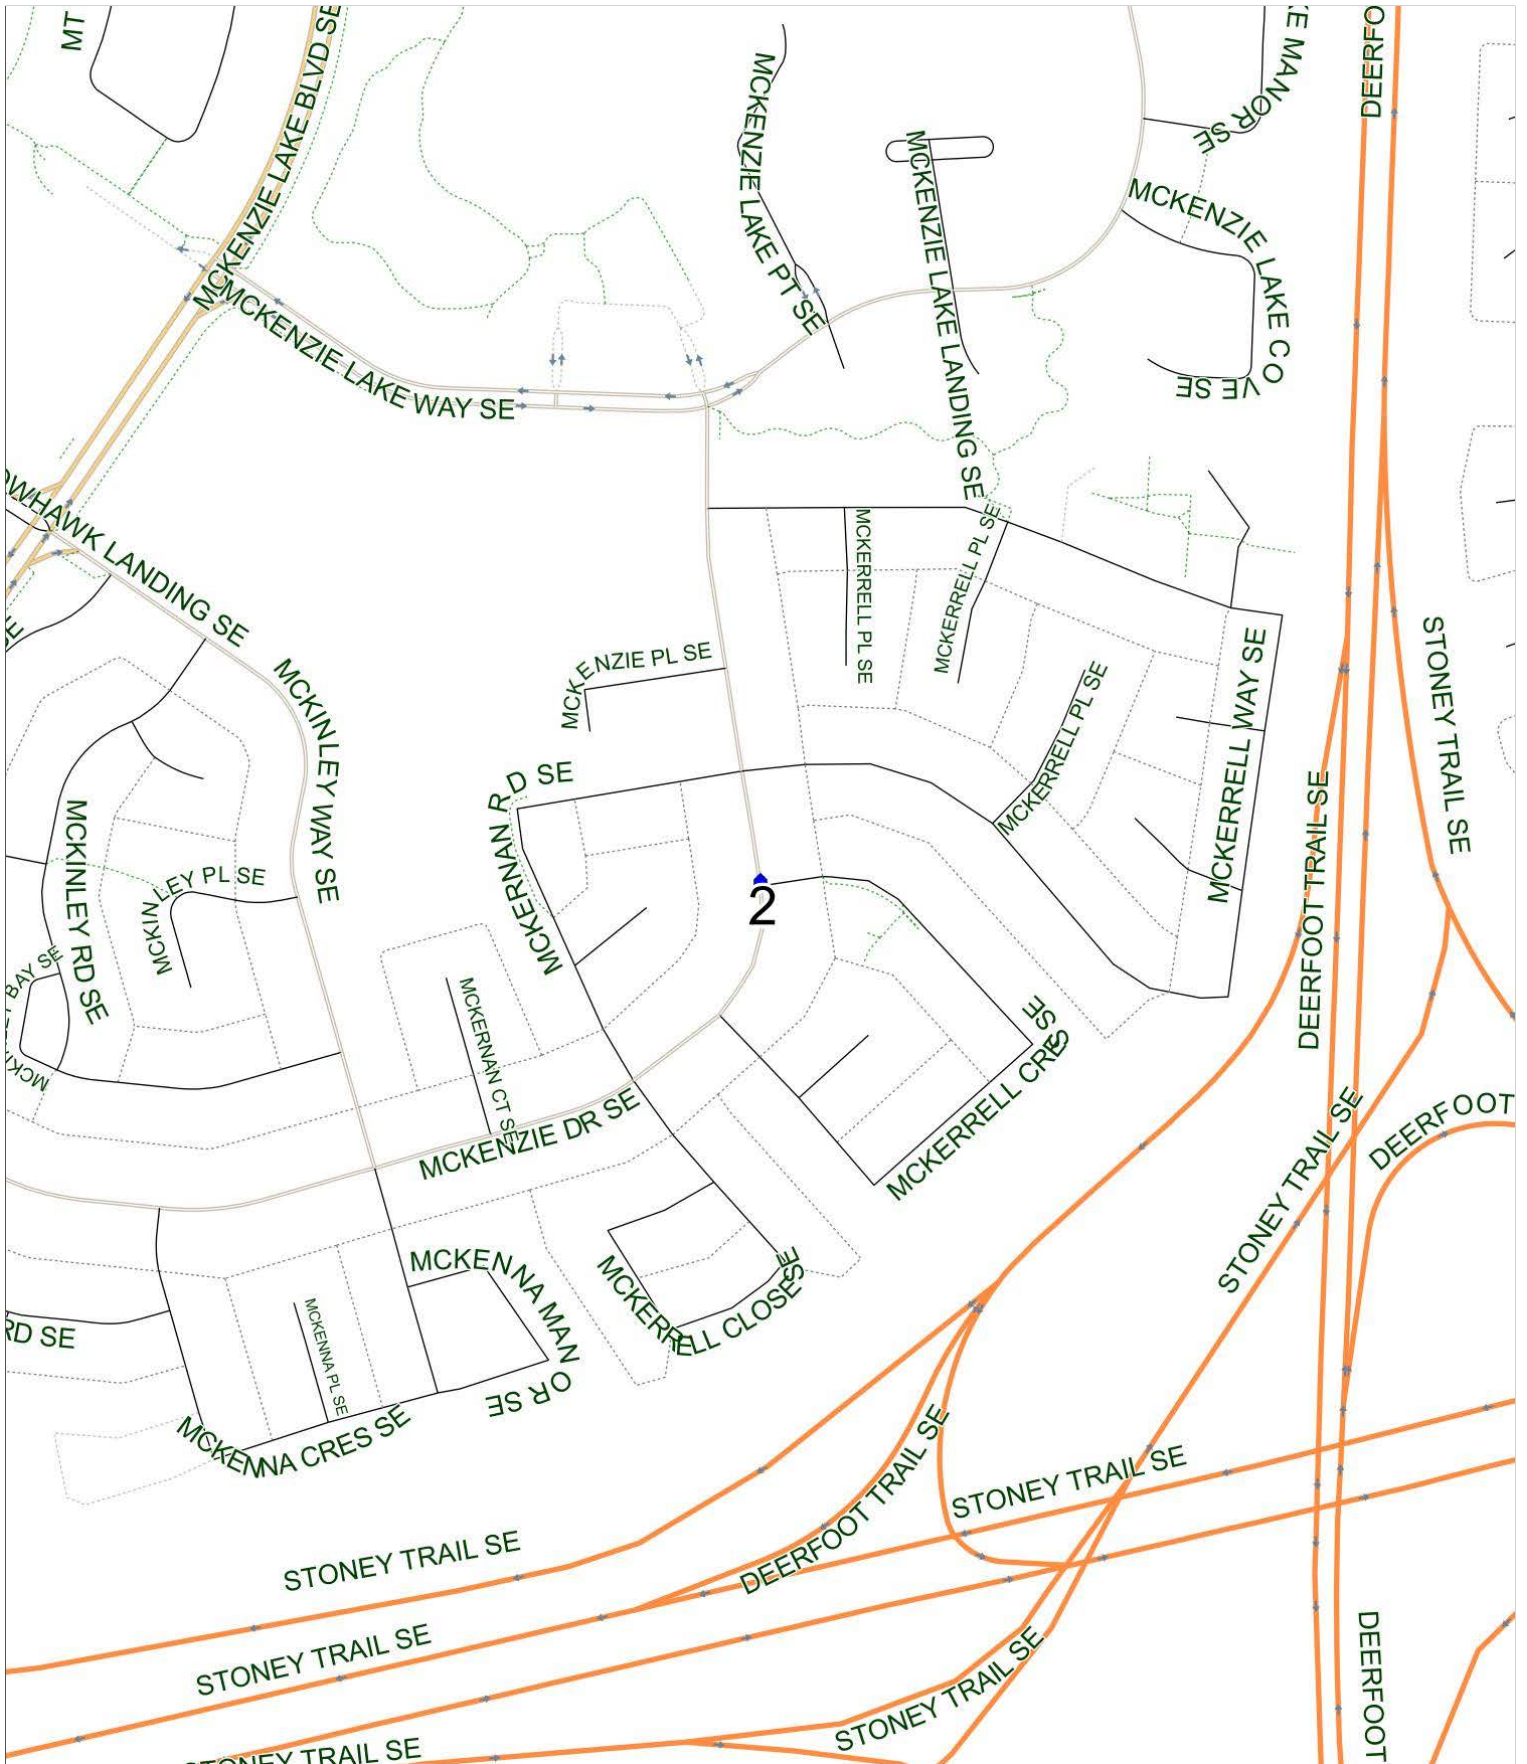 MT
MCKENZIE LAKE BLVD SE
MCKENZIE LAKE PT SE
MCKENZIE LAKE LANDING SE
KE MANOR SE
DEERFO
MCKENZIE LAKE COVE SE
MCKENZIE LAKE WAY SE
OWHAWK LANDING SE
MCKERRELL PL SE
MCKERRELL PL SE
MCKERRELL PL SE
MCKERRELL WAY SE
STONEY TRAIL SE
SE
MCKINLEY WAY SE
MCKENZIE PL SE
MCKERNAN RD SE
MCKINLEY RD SE
MCKINLEY PL SE
DEERFOOT TRAIL SE
2
BAY SE
MCKERNAN CT SE
MCKERRELL CRES SE
MCKENZIE DR SE
STONEY TRAIL SE
DEERFOOT
MCKENNA MANOR SE
MCKERRELL CLOSE SE
RD SE
MCKENNA PL SE
MCKENNA CRES SE
DEERFOOT TRAIL SE
STONEY TRAIL SE
STONEY TRAIL SE
STONEY TRAIL SE
STONEY TRAIL SE
DEERFOOT
STONEY TRAIL SE